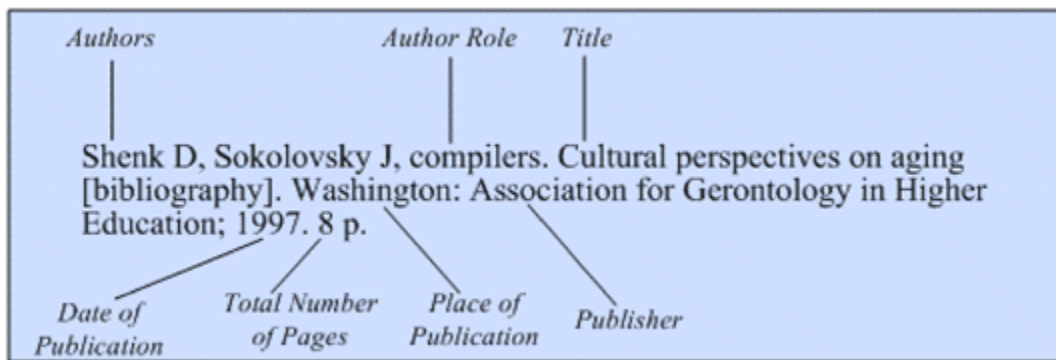 Authors Author Role Title
Shenk D, Sokolovsky J, compilers. Cultural perspectives on aging
[bibliography]. Washington: Association for Gerontology in Higher
Education; 1997. 8 p.
Date of
Publication
Total Number
of Pages
Place of
Publication
Publisher